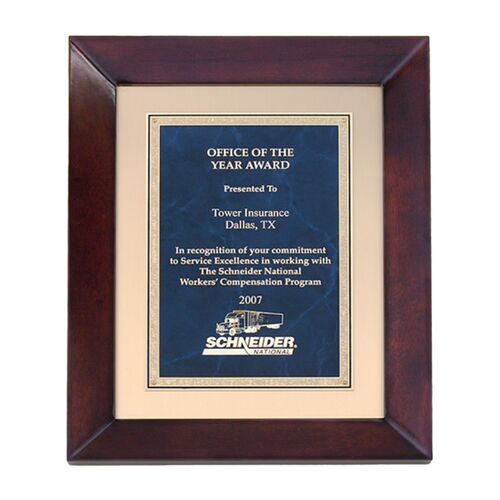 OFFICE OF THE
YEAR AWARD
Presented To
Tower Insurance
Dallas, TX
In recognition of your commitment
to Service Excellence in working with
The Schneider National
Workers' Compensation Program
2007
SCHNEIDER
NATIONAL